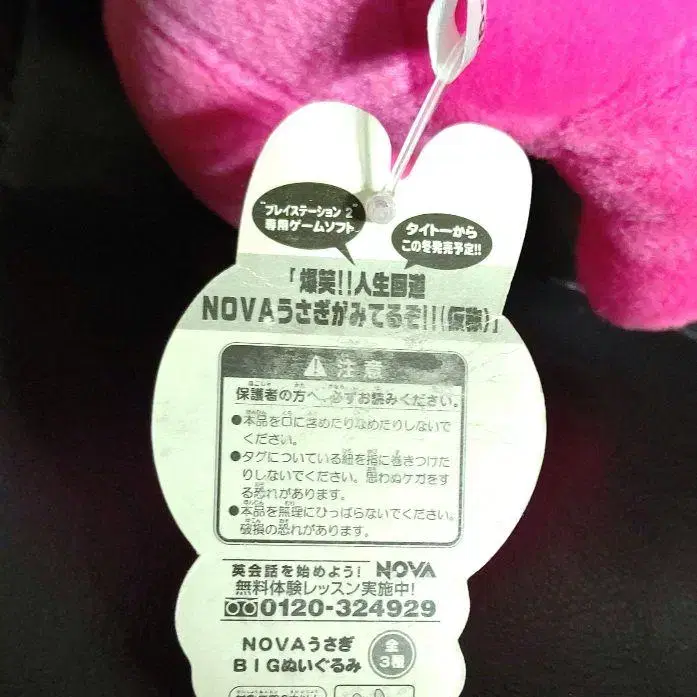 "プレイステーション 2"
専用ゲームソフト
タイトーから
この冬発売予定!!
「爆笑!!人生回道
NOVAうさぎがみてるぞ!!(仮称)」
注意
保護者の方へ、必ずお読みください。
●本品を口に含めたりなめたりしないで
ください。
●タグについている紐を指に巻きつけた
りしないでください。思わぬケガをす
る恐れがあります。
●本品を無理にひっぱらないでください。
破損の恐れがあります。
英会話を始めよう! NOVA
無料体験レッスン実施中!
0120-324929
NOVAうさぎ
BIGぬいぐるみ
全
3種